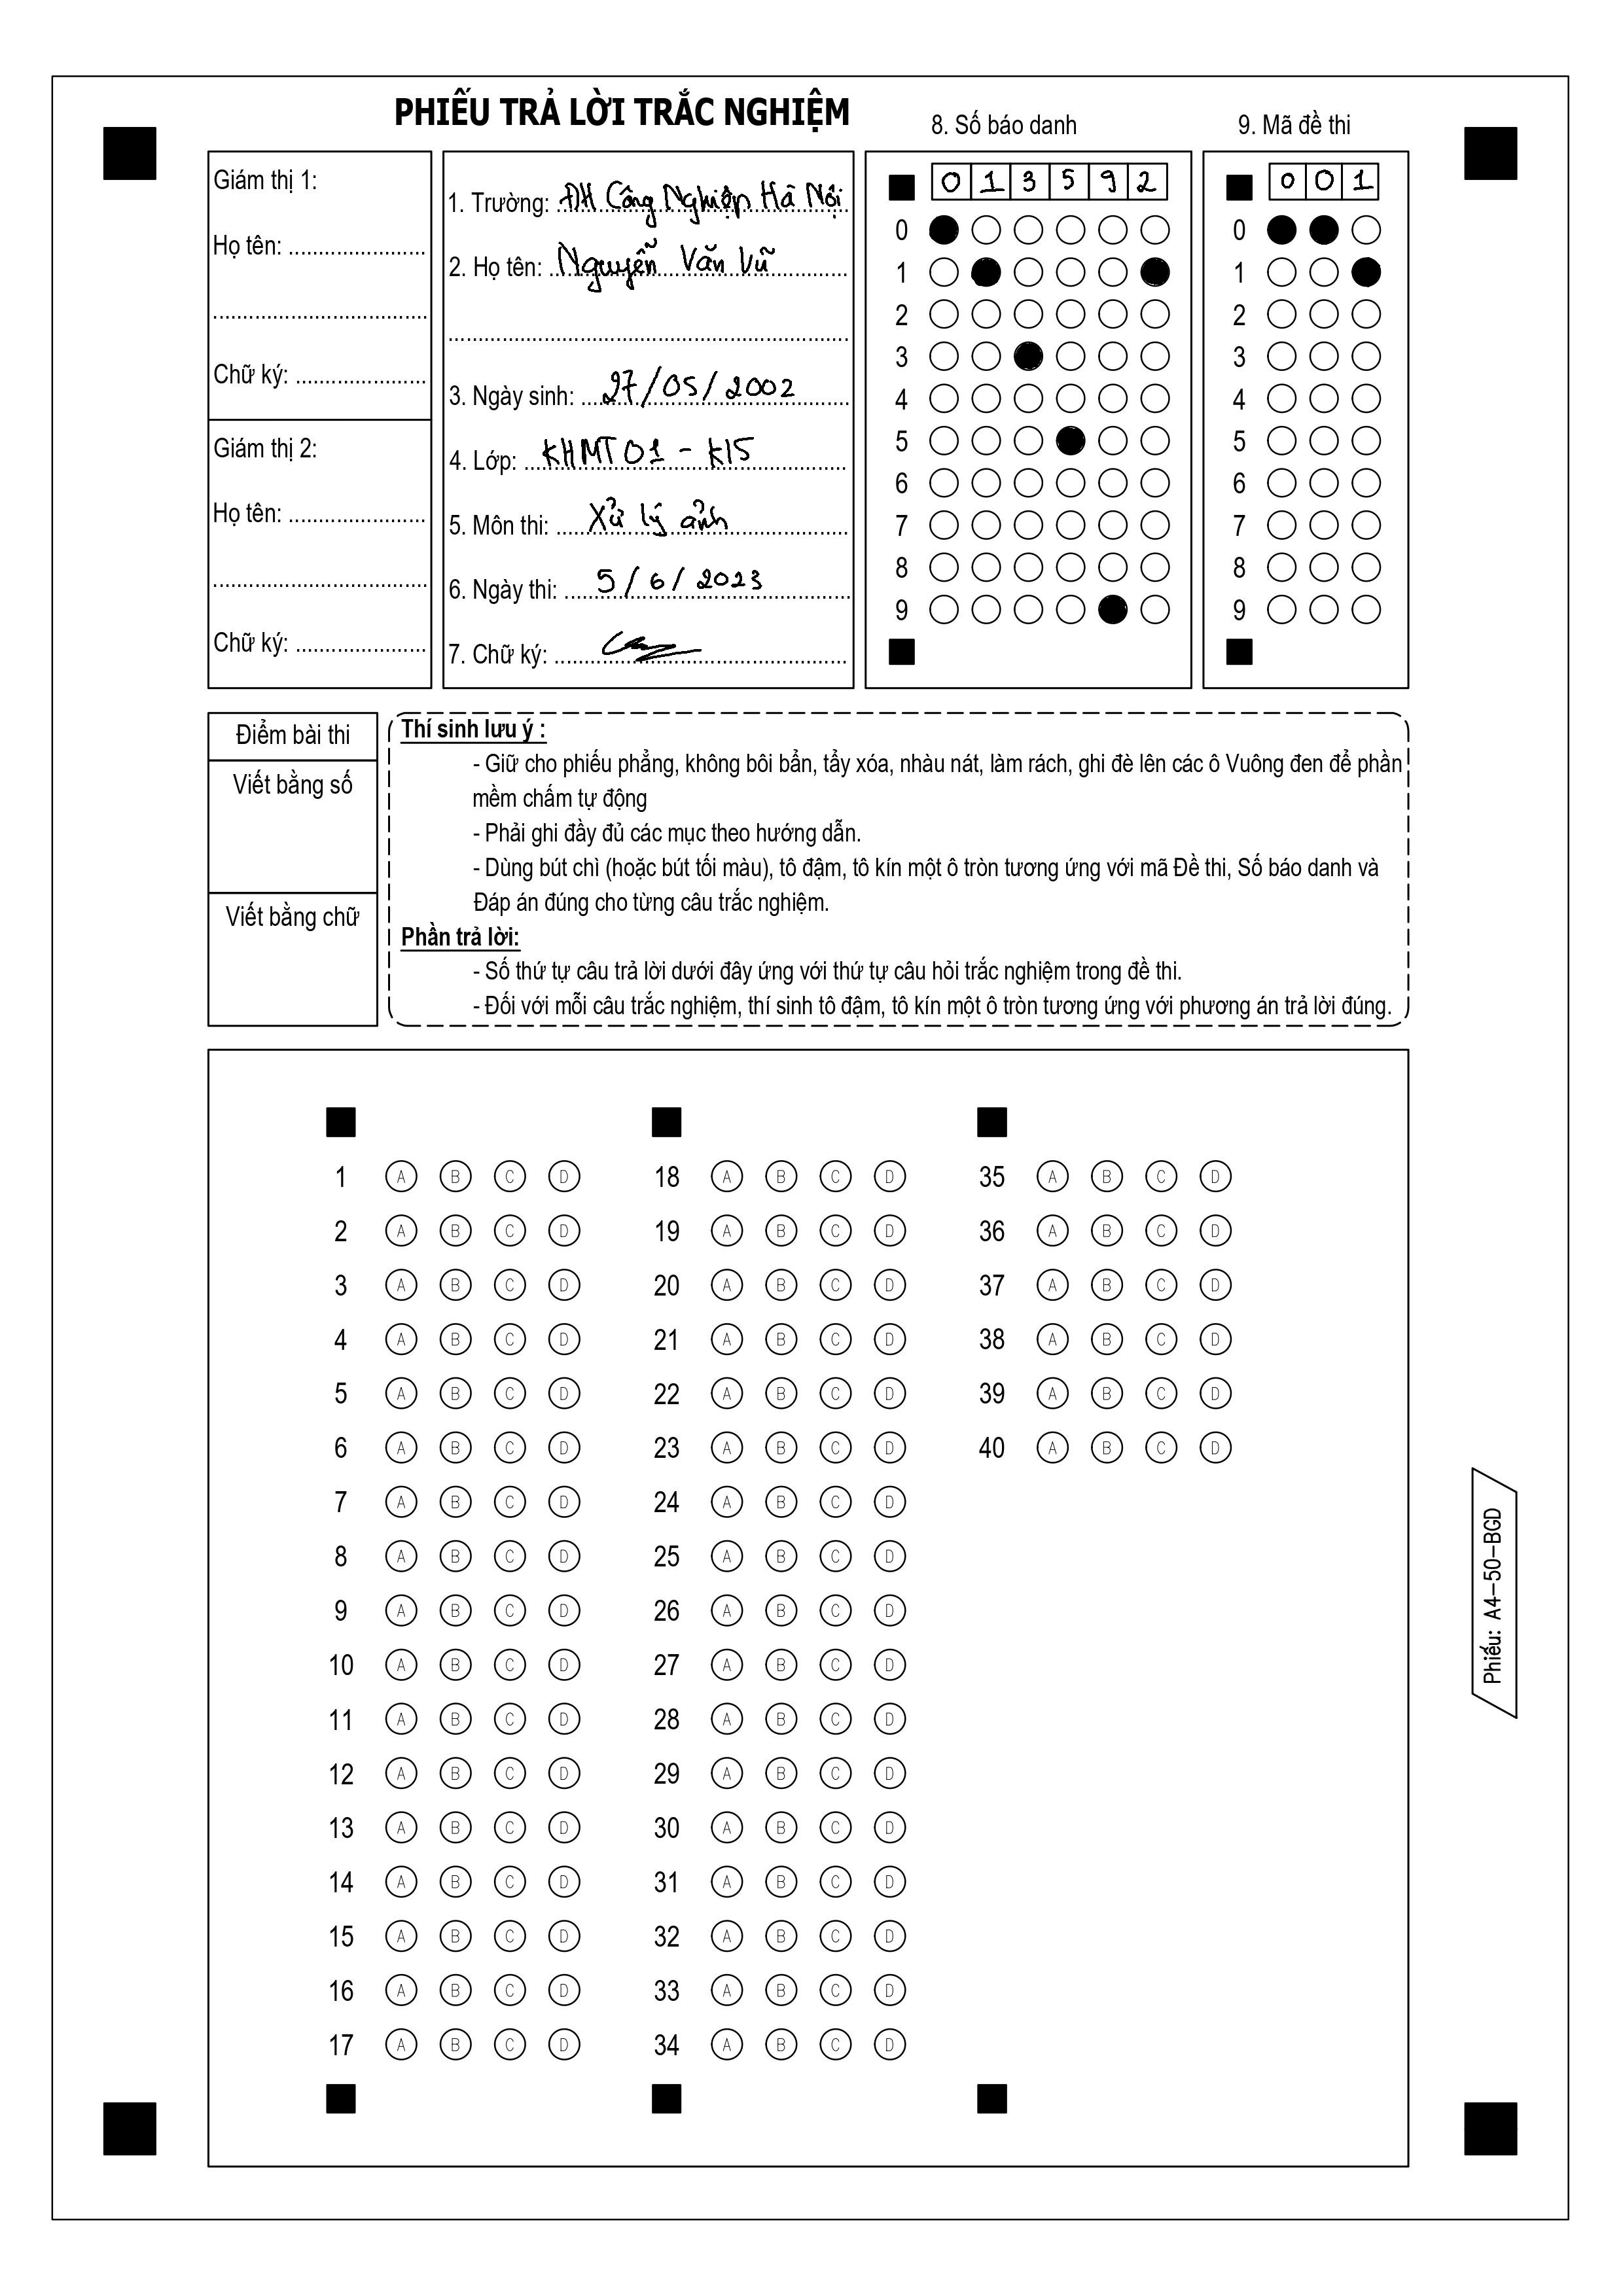 PHIẾU TRẢ LỜI TRẮC NGHIỆM
Giám thị 1:
Họ tên: .......................
....................................
Chữ ký: ......................
Giám thị 2:
Họ tên: .......................
....................................
Chữ ký: ......................
1. Trường: ĐH Công Nghiệp Hà Nội
2. Họ tên: Nguyễn Văn Vũ
....................................
3. Ngày sinh: 27/05/2002
4. Lớp: KHMT01 - K15
5. Môn thi: Xử lý ảnh
6. Ngày thi: 5/6/2023
7. Chữ ký: ....................................
8. Số báo danh
0 1 3 5 9 2
0
1
2
3
4
5
6
7
8
9
9. Mã đề thi
0 0 1
0
1
2
3
4
5
6
7
8
9
Điểm bài thi
Viết bằng số
Viết bằng chữ
Thí sinh lưu ý :
- Giữ cho phiếu phẳng, không bôi bẩn, tẩy xóa, nhàu nát, làm rách, ghi đè lên các ô Vuông đen để phần
mềm chấm tự động
- Phải ghi đầy đủ các mục theo hướng dẫn.
- Dùng bút chì (hoặc bút tối màu), tô đậm, tô kín một ô tròn tương ứng với mã Đề thi, Số báo danh và
Đáp án đúng cho từng câu trắc nghiệm.
Phần trả lời:
- Số thứ tự câu trả lời dưới đây ứng với thứ tự câu hỏi trắc nghiệm trong đề thi.
- Đối với mỗi câu trắc nghiệm, thí sinh tô đậm, tô kín một ô tròn tương ứng với phương án trả lời đúng.
1 A B C D
2 A B C D
3 A B C D
4 A B C D
5 A B C D
6 A B C D
7 A B C D
8 A B C D
9 A B C D
10 A B C D
11 A B C D
12 A B C D
13 A B C D
14 A B C D
15 A B C D
16 A B C D
17 A B C D
18 A B C D
19 A B C D
20 A B C D
21 A B C D
22 A B C D
23 A B C D
24 A B C D
25 A B C D
26 A B C D
27 A B C D
28 A B C D
29 A B C D
30 A B C D
31 A B C D
32 A B C D
33 A B C D
34 A B C D
35 A B C D
36 A B C D
37 A B C D
38 A B C D
39 A B C D
40 A B C D
Phiếu: A4-50-BGD